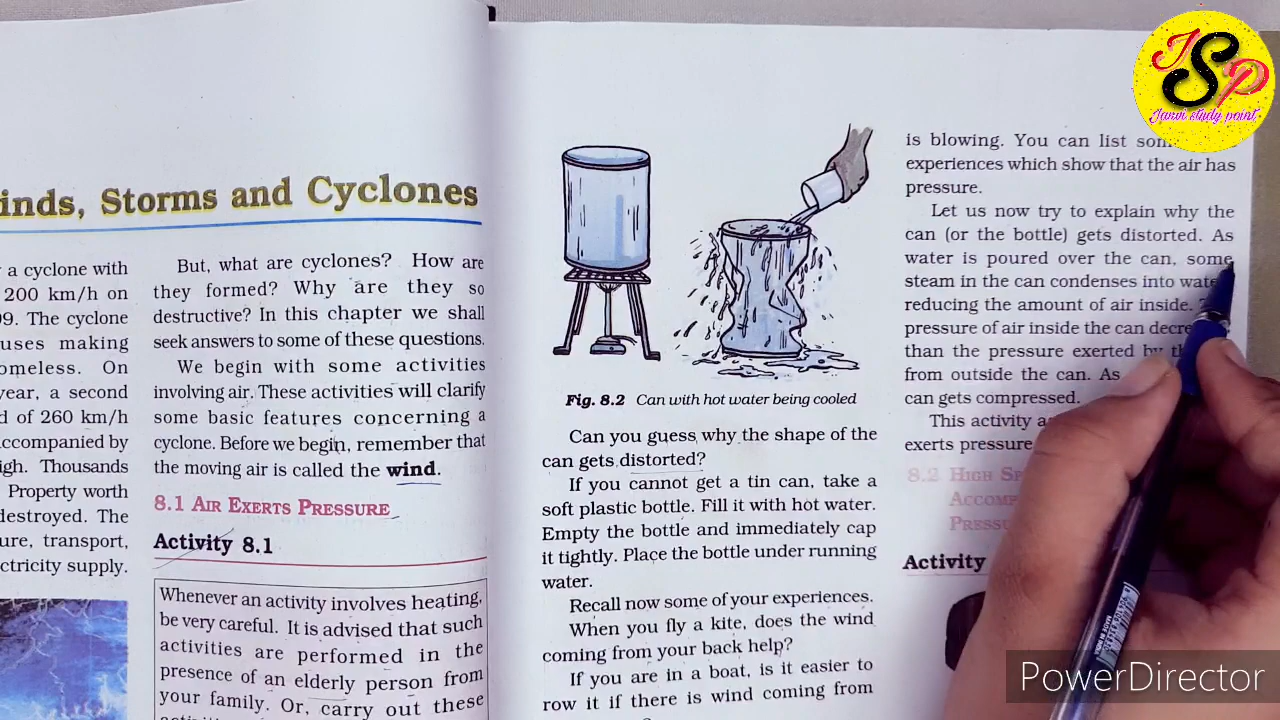 inds, Storms and Cyclones
a cyclone with
200 km/h on
99. The cyclone
uses making
omeless. On
year, a second
d of 260 km/h
accompanied by
igh. Thousands
Property worth
destroyed. The
ure, transport,
ctricity supply.
But, what are cyclones? How are
they formed? Why are they so
destructive? In this chapter we shall
seek answers to some of these questions.
We begin with some activities
involving air. These activities will clarify
some basic features concerning a
cyclone. Before we begin, remember that
the moving air is called the wind.
8.1 AIR EXERTS PRESSURE
Activity 8.1
Whenever an activity involves heating,
be very careful. It is advised that such
activities are performed in the
presence of an elderly person from
your family. Or, carry out these
Fig. 8.2 Can with hot water being cooled
Can you guess why the shape of the
can gets distorted?
If you cannot get a tin can, take a
soft plastic bottle. Fill it with hot water.
Empty the bottle and immediately cap
it tightly. Place the bottle under running
water.
Recall now some of your experiences.
When you fly a kite, does the wind
coming from your back help?
If you are in a boat, is it easier to
row it if there is wind coming from
is blowing. You can list
experiences which show that the air has
pressure.
Let us now try to explain why the
can (or the bottle) gets distorted. As
water is poured over the can, some
steam in the can condenses into
reducing the amount of air inside.
pressure of air inside the can
than the pressure exerted by
from outside the can. As
can gets compressed.
This activity
exerts pressure
8.2 HIGH
Activity
JSP
Janvi study point
MADE IN INDIA
PowerDirector